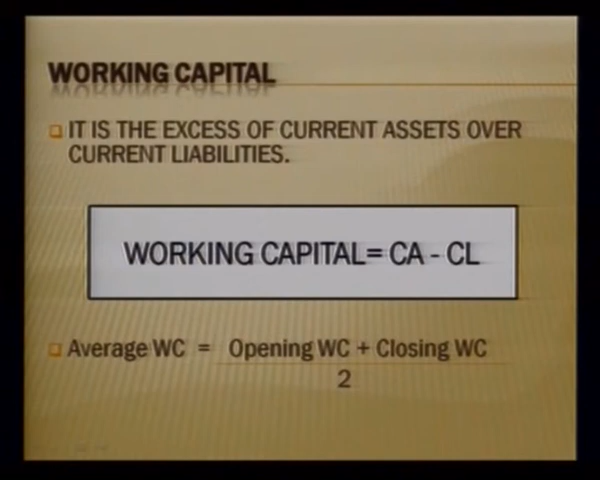 WORKING CAPITAL
IT IS THE EXCESS OF CURRENT ASSETS OVER
CURRENT LIABILITIES.
WORKING CAPITAL= CA - CL
Average WC = Opening WC + Closing WC
2